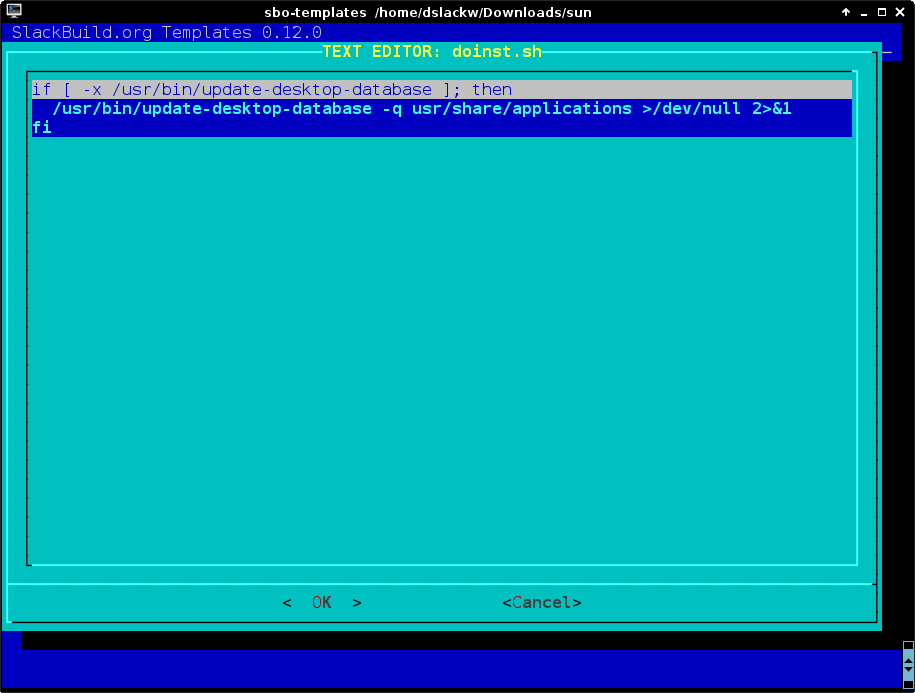 sbo-templates /home/dslackw/Downloads/sun
SlackBuild.org Templates 0.12.0
TEXT EDITOR: doinst.sh
if [ -x /usr/bin/update-desktop-database ]; then
  /usr/bin/update-desktop-database -q usr/share/applications >/dev/null 2>&1
fi
<  OK  > <Cancel>